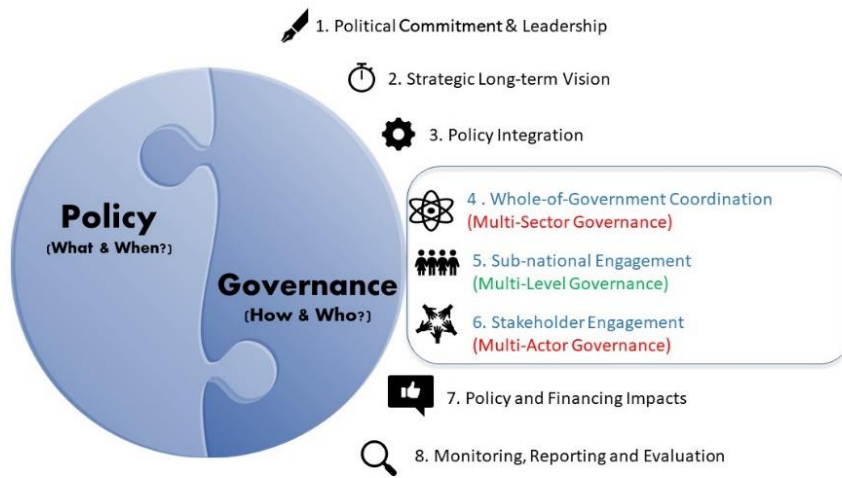 1. Political Commitment & Leadership
2. Strategic Long-term Vision
3. Policy Integration
Policy
(What & When?)
Governance
(How & Who?)
4 . Whole-of-Government Coordination
(Multi-Sector Governance)
5. Sub-national Engagement
(Multi-Level Governance)
6. Stakeholder Engagement
(Multi-Actor Governance)
7. Policy and Financing Impacts
8. Monitoring, Reporting and Evaluation